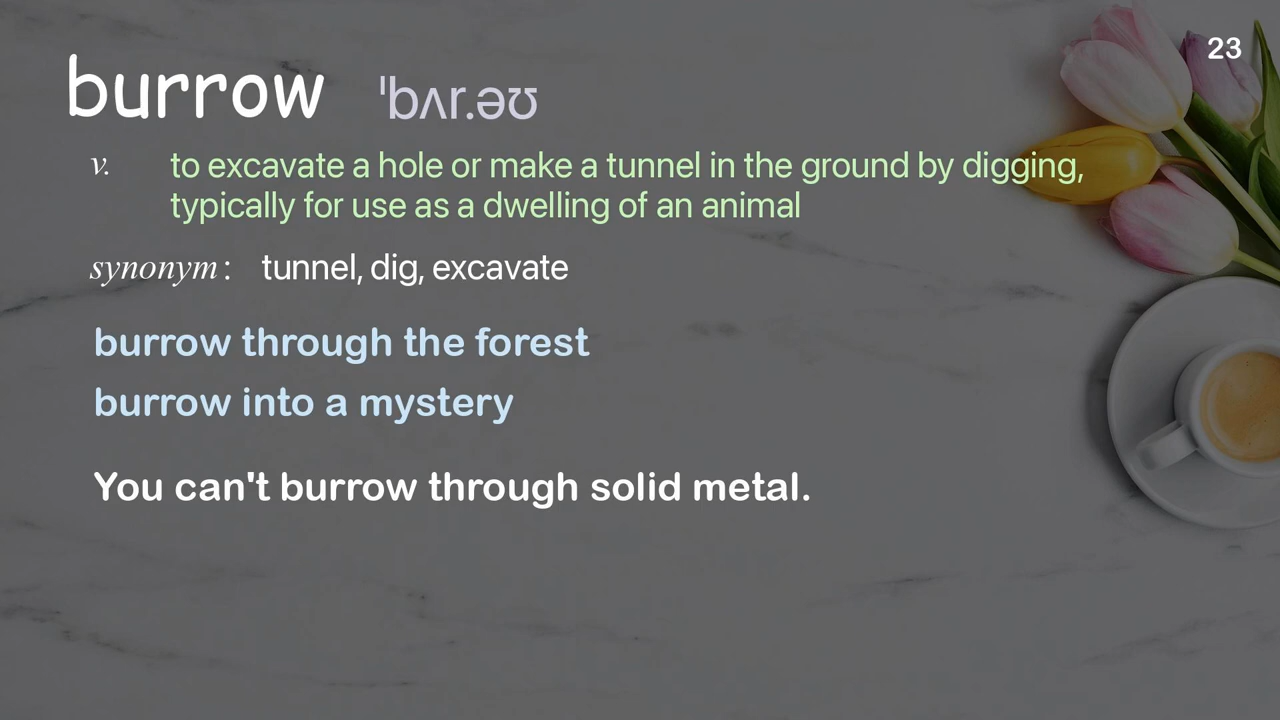 23
burrow ˈbʌr.əʊ
v. to excavate a hole or make a tunnel in the ground by digging,
typically for use as a dwelling of an animal
synonym: tunnel, dig, excavate
burrow through the forest
burrow into a mystery
You can't burrow through solid metal.